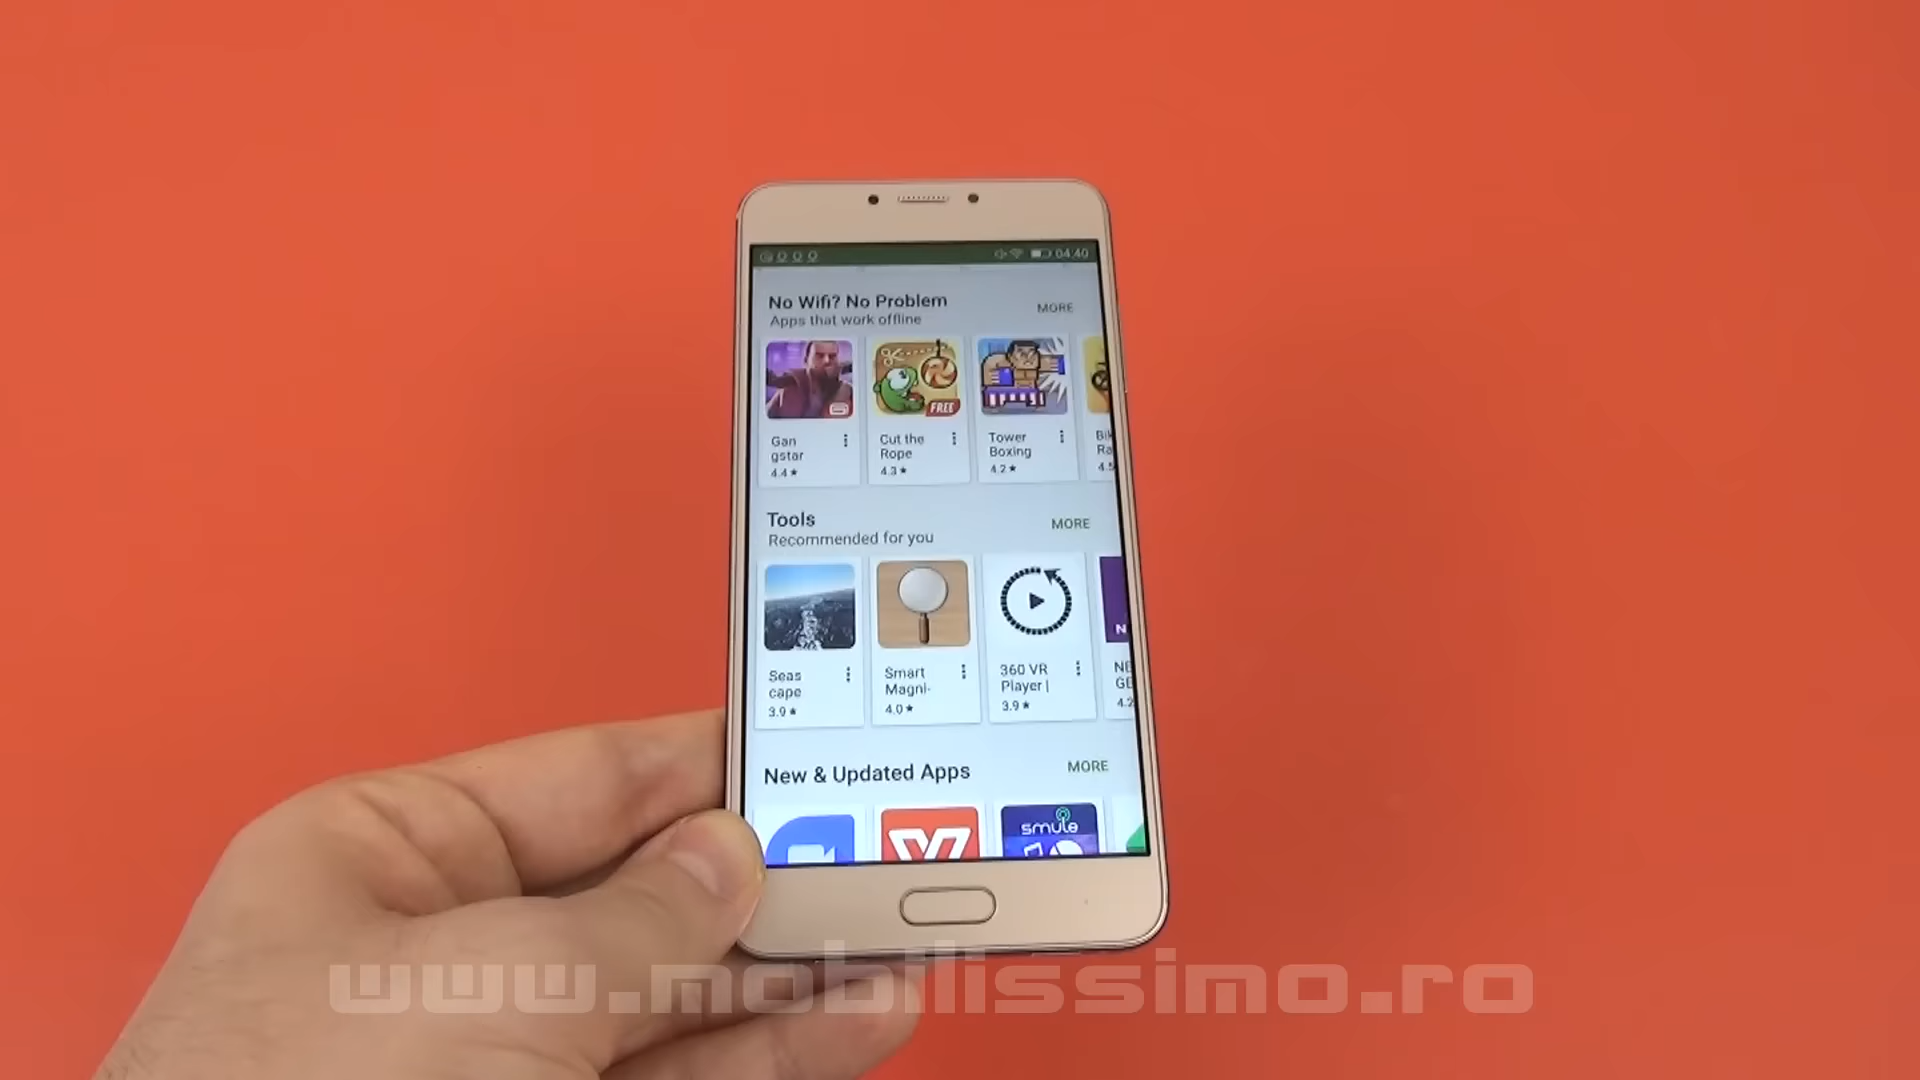 04:40
No Wifi? No Problem
MORE
Apps that work offline
FREE
Gan
gstar
4.4★
Cut the
Rope
4.3★
Tower
Boxing
4.2★
Bik
Ra
4.5
Tools
MORE
Recommended for you
N
Seas
cape
3.9★
Smart
Magni-
4.0★
360 VR
Player |
3.9★
NE
GE
4.2
New & Updated Apps
MORE
smule
www.mobilissimo.ro